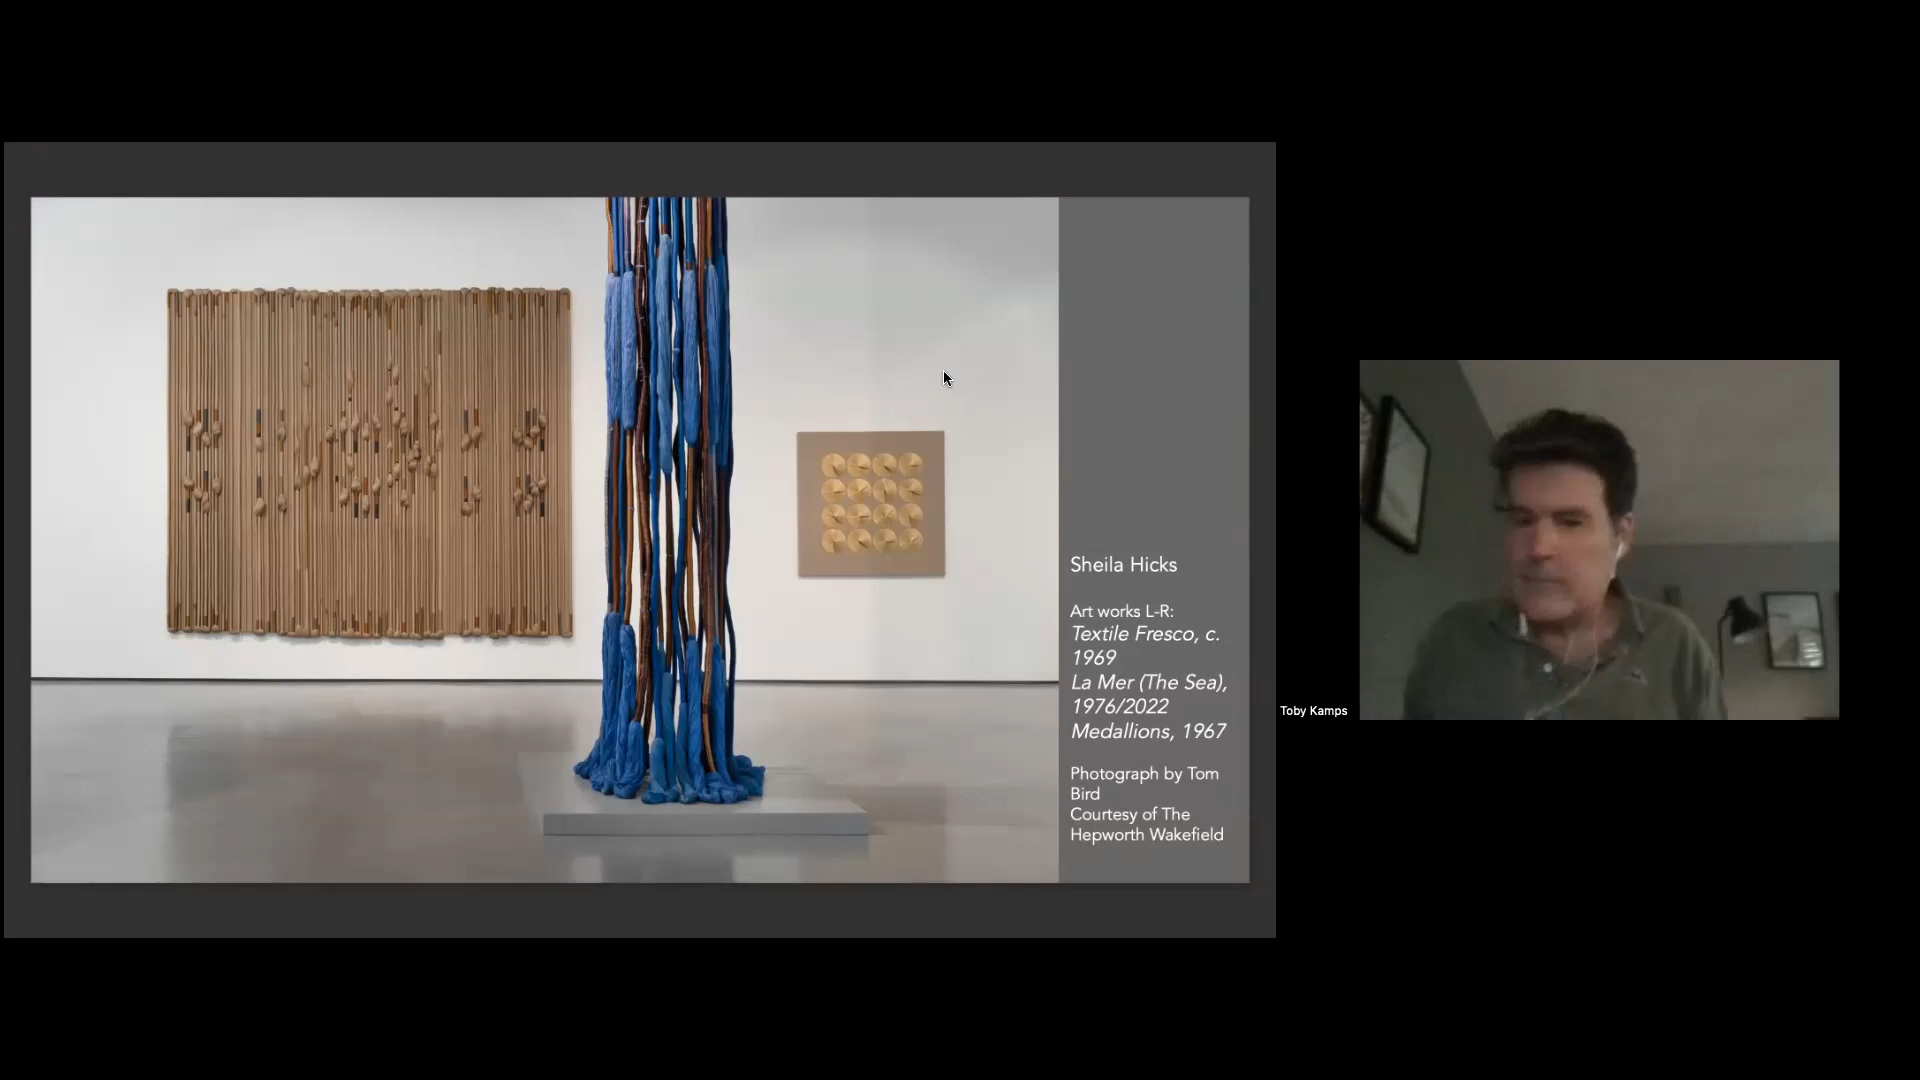 Sheila Hicks
Art works L-R:
Textile Fresco, c.
1969
La Mer (The Sea),
1976/2022
Medallions, 1967
Photograph by Tom
Bird
Courtesy of The
Hepworth Wakefield
Toby Kamps